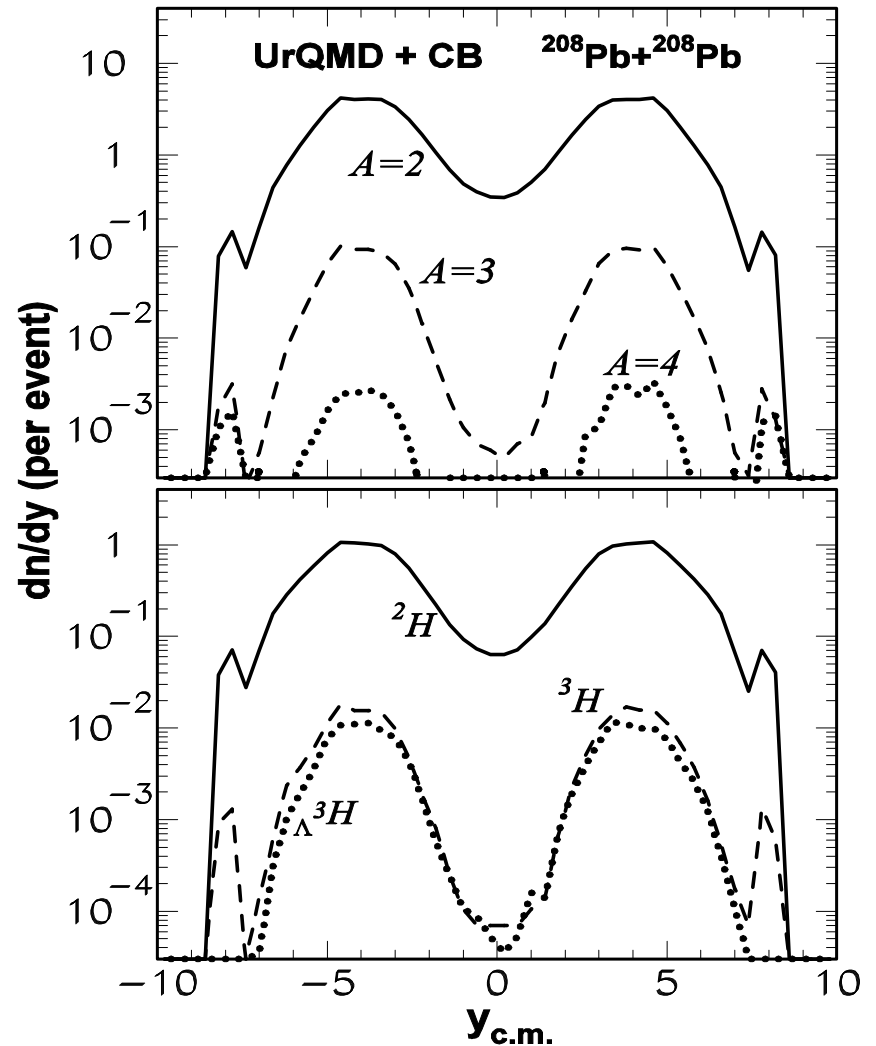 UrQMD + CB ²⁰⁸Pb+²⁰⁸Pb
10
1
10⁻¹
10⁻²
10⁻³
A=2
A=3
A=4
dn/dy (per event)
1
10⁻¹
10⁻²
10⁻³
10⁻⁴
²H
³H
Λ³H
−10 −5 0 5 10
y_c.m.